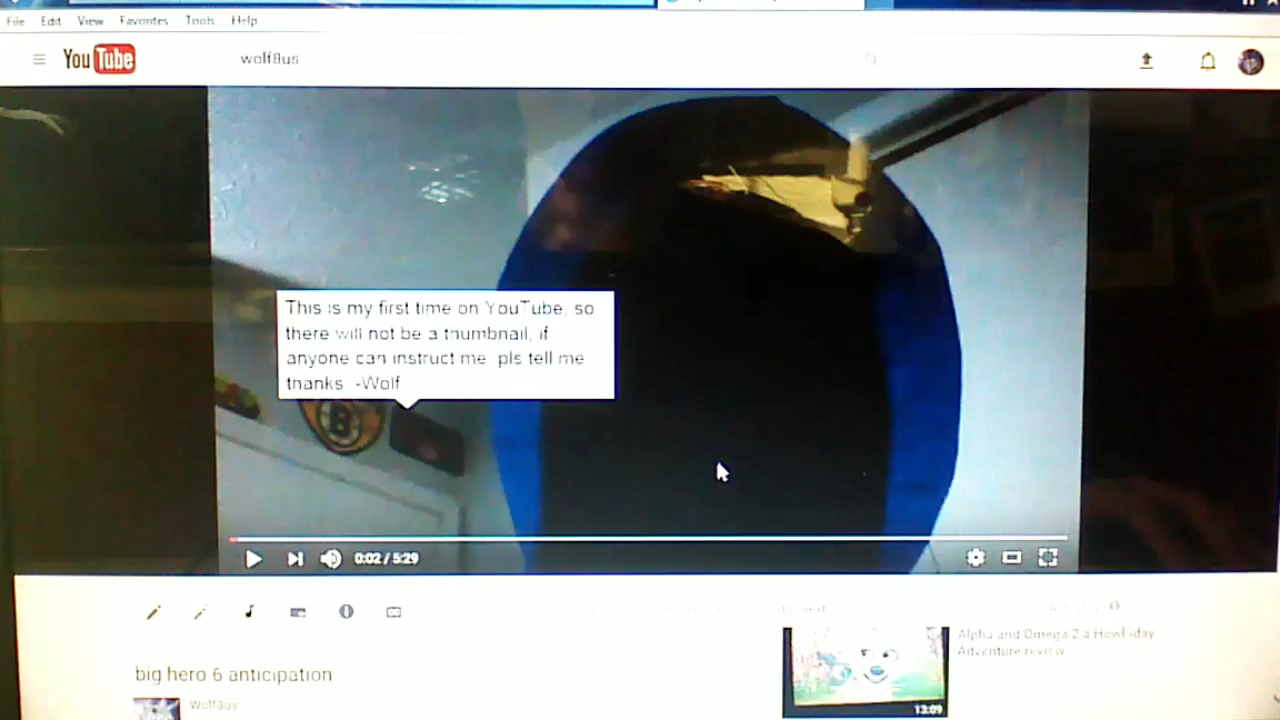 File Edit View Favorites Tools Help
YouTube
wolf8us
This is my first time on YouTube, so
there will not be a thumbnail, if
anyone can instruct me pls tell me
thanks -Wolf
B
0:02 / 5:29
big hero 6 anticipation
Wolf8us
Alpha and Omega 2 a Howl-iday
Adventure review
13:09